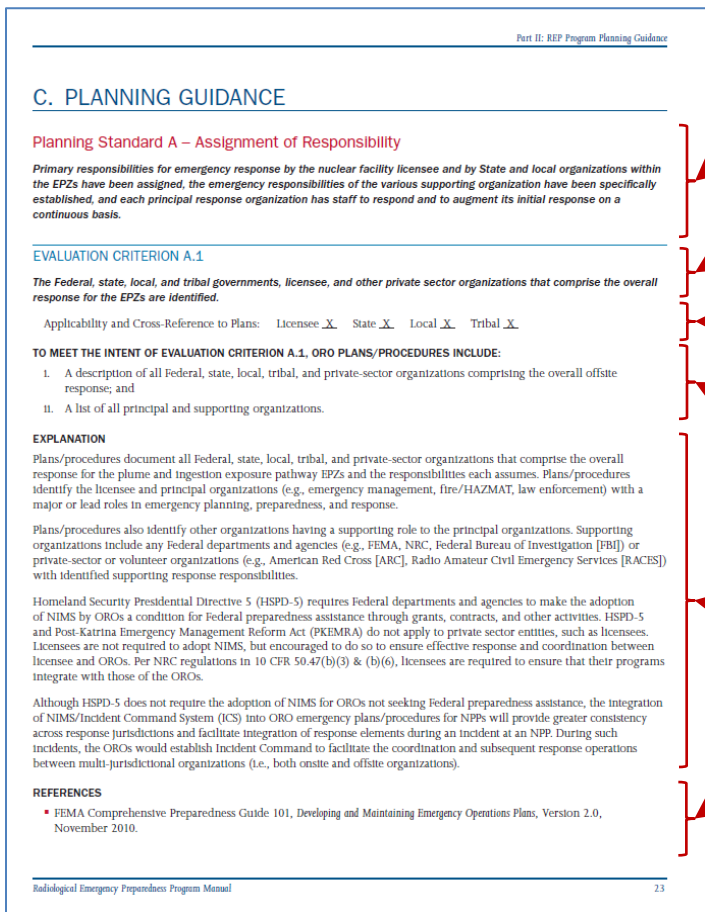 Part II: REP Program Planning Guidance
C. PLANNING GUIDANCE
Planning Standard A – Assignment of Responsibility
Primary responsibilities for emergency response by the nuclear facility licensee and by State and local organizations within
the EPZs have been assigned, the emergency responsibilities of the various supporting organization have been specifically
established, and each principal response organization has staff to respond and to augment its initial response on a
continuous basis.
EVALUATION CRITERION A.1
The Federal, state, local, and tribal governments, licensee, and other private sector organizations that comprise the overall
response for the EPZs are identified.
Applicability and Cross-Reference to Plans: Licensee X State X Local X Tribal X
TO MEET THE INTENT OF EVALUATION CRITERION A.1, ORO PLANS/PROCEDURES INCLUDE:
I. A description of all Federal, state, local, tribal, and private-sector organizations comprising the overall offsite
response; and
II. A list of all principal and supporting organizations.
EXPLANATION
Plans/procedures document all Federal, state, local, tribal, and private-sector organizations that comprise the overall
response for the plume and ingestion exposure pathway EPZs and the responsibilities each assumes. Plans/procedures
identify the licensee and principal organizations (e.g., emergency management, fire/HAZMAT, law enforcement) with a
major or lead roles in emergency planning, preparedness, and response.
Plans/procedures also identify other organizations having a supporting role to the principal organizations. Supporting
organizations include any Federal departments and agencies (e.g., FEMA, NRC, Federal Bureau of Investigation [FBI]) or
private-sector or volunteer organizations (e.g., American Red Cross [ARC], Radio Amateur Civil Emergency Services [RACES])
with identified supporting response responsibilities.
Homeland Security Presidential Directive 5 (HSPD-5) requires Federal departments and agencies to make the adoption
of NIMS by OROs a condition for Federal preparedness assistance through grants, contracts, and other activities. HSPD-5
and Post-Katrina Emergency Management Reform Act (PKEMRA) do not apply to private sector entities, such as licensees.
Licensees are not required to adopt NIMS, but encouraged to do so to ensure effective response and coordination between
licensee and OROs. Per NRC regulations in 10 CFR 50.47(b)(3) & (b)(6), licensees are required to ensure that their programs
integrate with those of the OROs.
Although HSPD-5 does not require the adoption of NIMS for OROs not seeking Federal preparedness assistance, the integration
of NIMS/Incident Command System (ICS) into ORO emergency plans/procedures for NPPs will provide greater consistency
across response jurisdictions and facilitate integration of response elements during an incident at an NPP. During such
incidents, the OROs would establish Incident Command to facilitate the coordination and subsequent response operations
between multi-jurisdictional organizations (i.e., both onsite and offsite organizations).
REFERENCES
▪ FEMA Comprehensive Preparedness Guide 101, Developing and Maintaining Emergency Operations Plans, Version 2.0,
November 2010.
Radiological Emergency Preparedness Program Manual 23